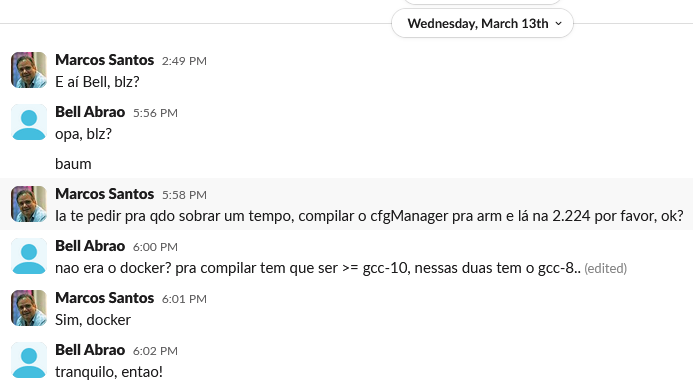 Wednesday, March 13th
Marcos Santos 2:49 PM
E aí Bell, blz?
Bell Abrao 5:56 PM
opa, blz?
baum
Marcos Santos 5:58 PM
Ia te pedir pra qdo sobrar um tempo, compilar o cfgManager pra arm e lá na 2.224 por favor, ok?
Bell Abrao 6:00 PM
nao era o docker? pra compilar tem que ser >= gcc-10, nessas duas tem o gcc-8.. (edited)
Marcos Santos 6:01 PM
Sim, docker
Bell Abrao 6:02 PM
tranquilo, entao!